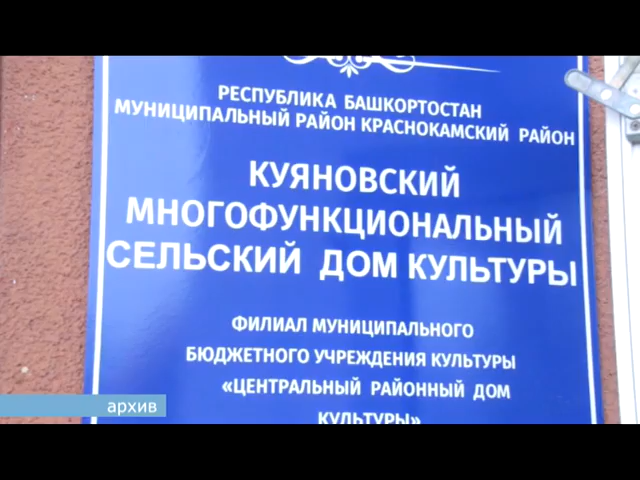 РЕСПУБЛИКА БАШКОРТОСТАН
МУНИЦИПАЛЬНЫЙ РАЙОН КРАСНОКАМСКИЙ РАЙОН
КУЯНОВСКИЙ
МНОГОФУНКЦИОНАЛЬНЫЙ
СЕЛЬСКИЙ ДОМ КУЛЬТУРЫ
ФИЛИАЛ МУНИЦИПАЛЬНОГО
БЮДЖЕТНОГО УЧРЕЖДЕНИЯ КУЛЬТУРЫ
«ЦЕНТРАЛЬНЫЙ РАЙОННЫЙ ДОМ
КУЛЬТУРЫ»
архив